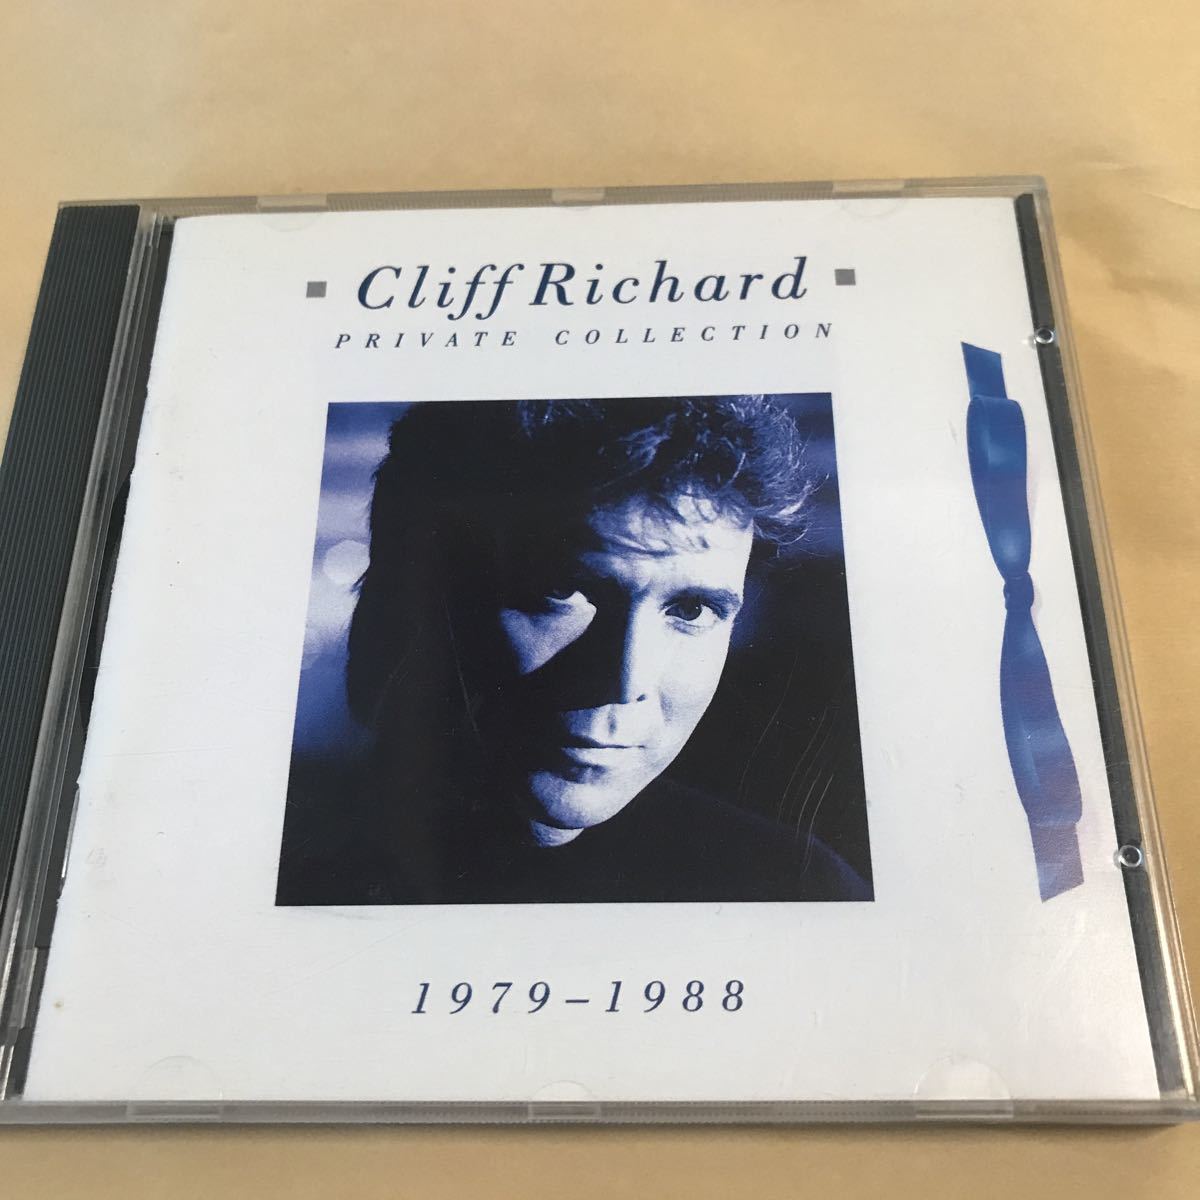 Cliff Richard
PRIVATE COLLECTION
1979–1988